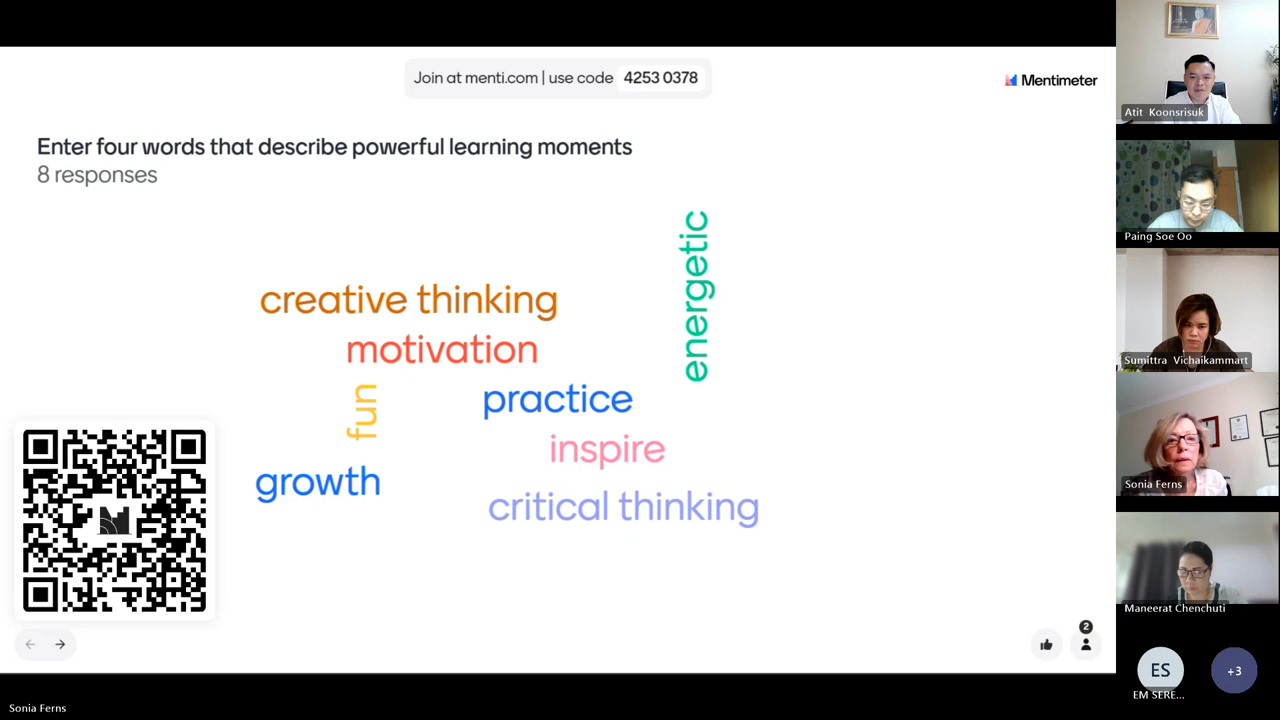 Join at menti.com | use code 4253 0378
Mentimeter
Enter four words that describe powerful learning moments
8 responses
energetic
creative thinking
motivation
fun
practice
inspire
growth
critical thinking
2
Sonia Ferns
Atit Koonsrisuk
Paing Soe Oo
Sumittra Vichaikammart
Sonia Ferns
Maneerat Chenchuti
ES
EM SERE...
+3